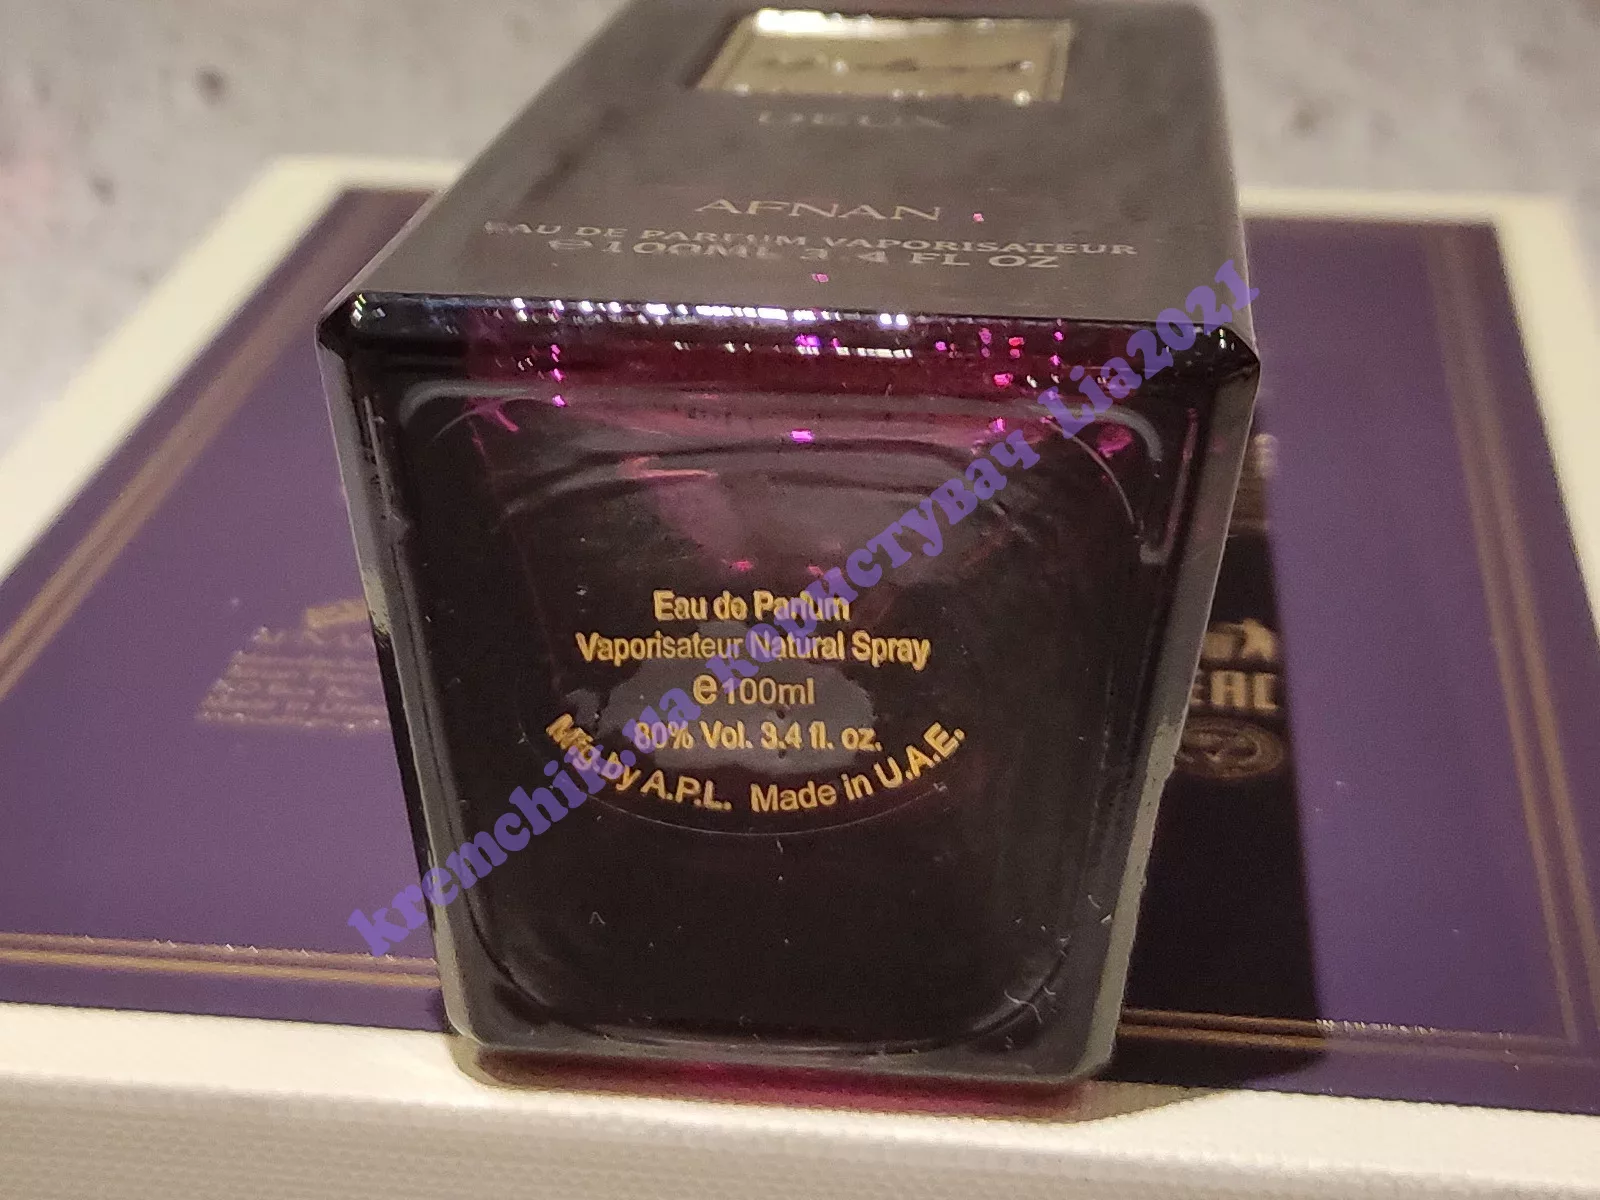 DEUX
AFNAN
EAU DE PARFUM VAPORISATEUR
e 100ML 3.4 FL OZ
Eau de Parfum
Vaporisateur Natural Spray
e 100ml
80% Vol. 3.4 fl. oz.
Mfg.by A.P.L. Made in U.A.E.
kremchik.ua користуВач Lia2021